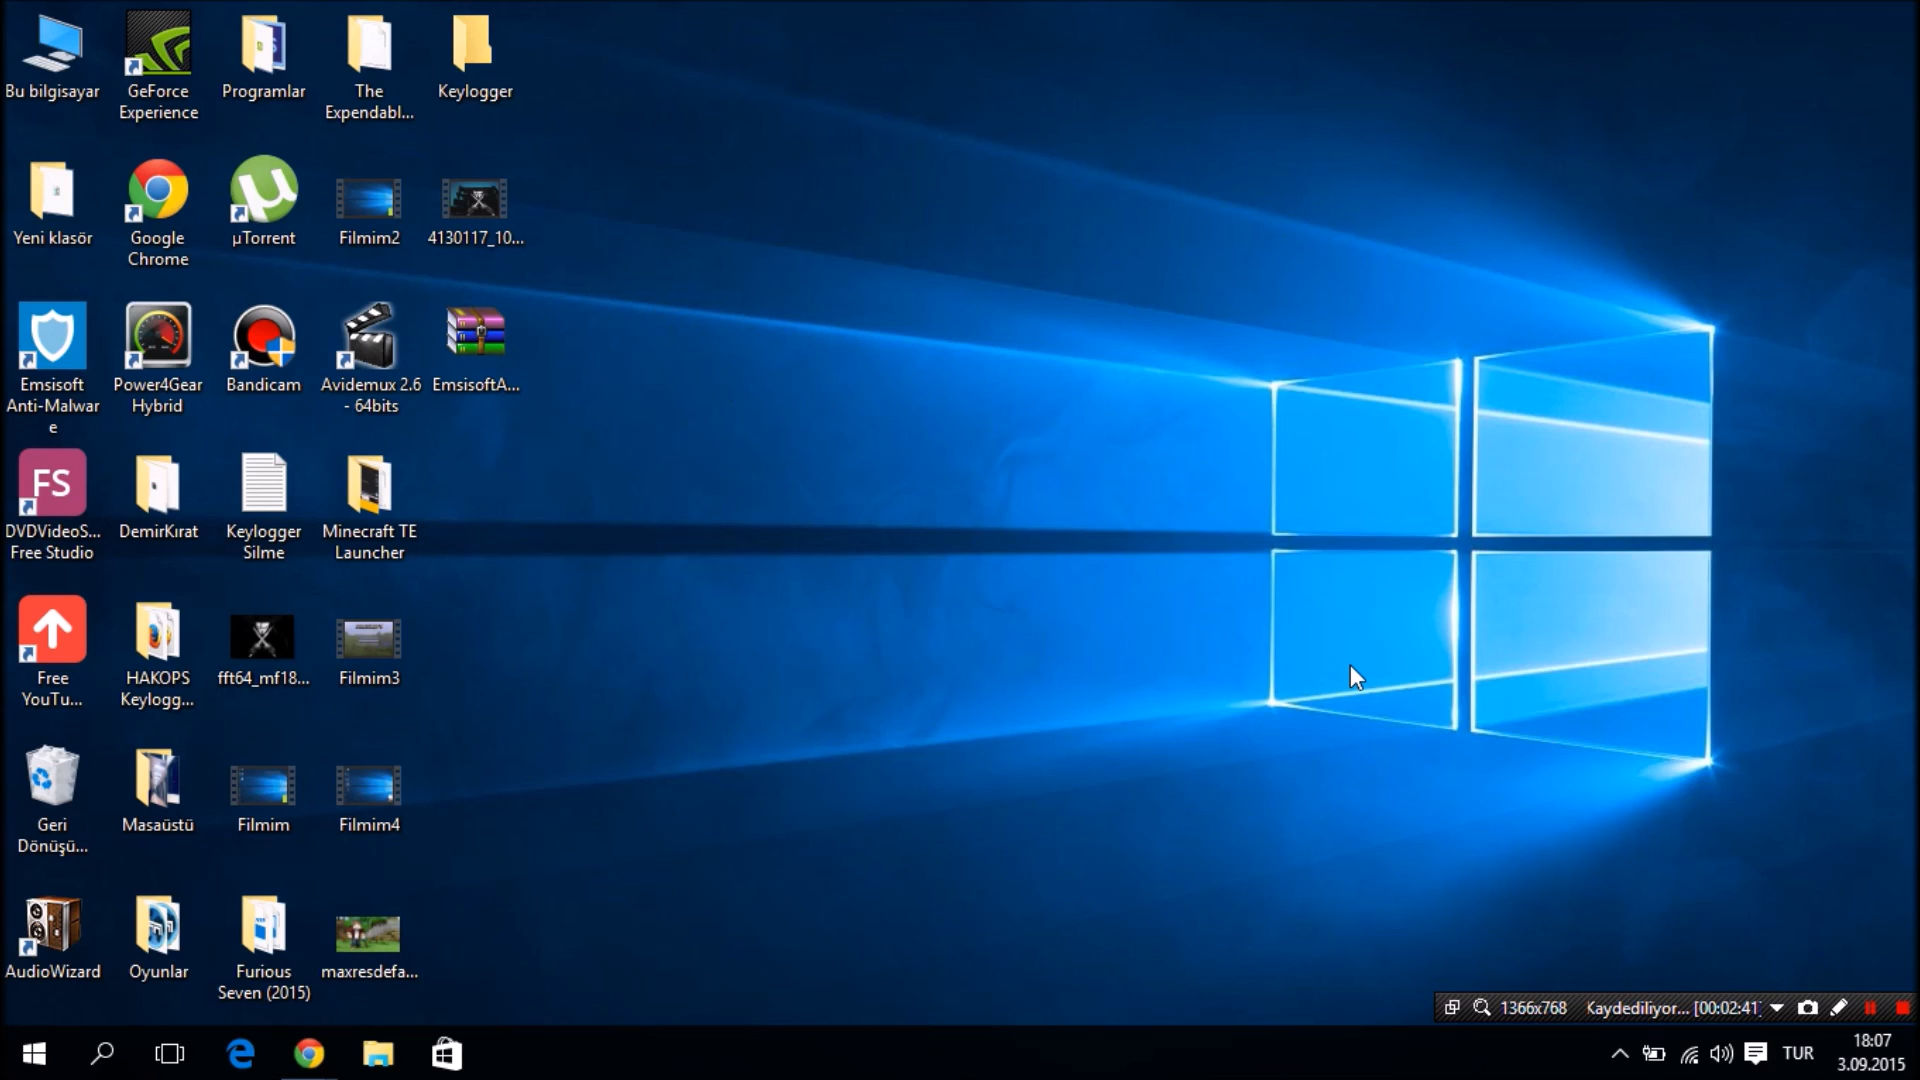 Bu bilgisayar
GeForce
Experience
Programlar
The
Expendabl...
Keylogger
Yeni klasör
Google
Chrome
µTorrent
Filmim2
4130117_10...
Emsisoft
Anti-Malwar
e
Power4Gear
Hybrid
Bandicam
Avidemux 2.6
- 64bits
EmsisoftA...
FS
DVDVideoS...
Free Studio
DemirKırat
Keylogger
Silme
Minecraft TE
Launcher
Free
YouTu...
HAKOPS
Keylogg...
fft64_mf18...
Filmim3
Geri
Dönüşü...
Masaüstü
Filmim
Filmim4
AudioWizard
Oyunlar
Furious
Seven (2015)
maxresdefa...
1366x768 Kaydediliyor... [00:02:41]
TUR
18:07
3.09.2015